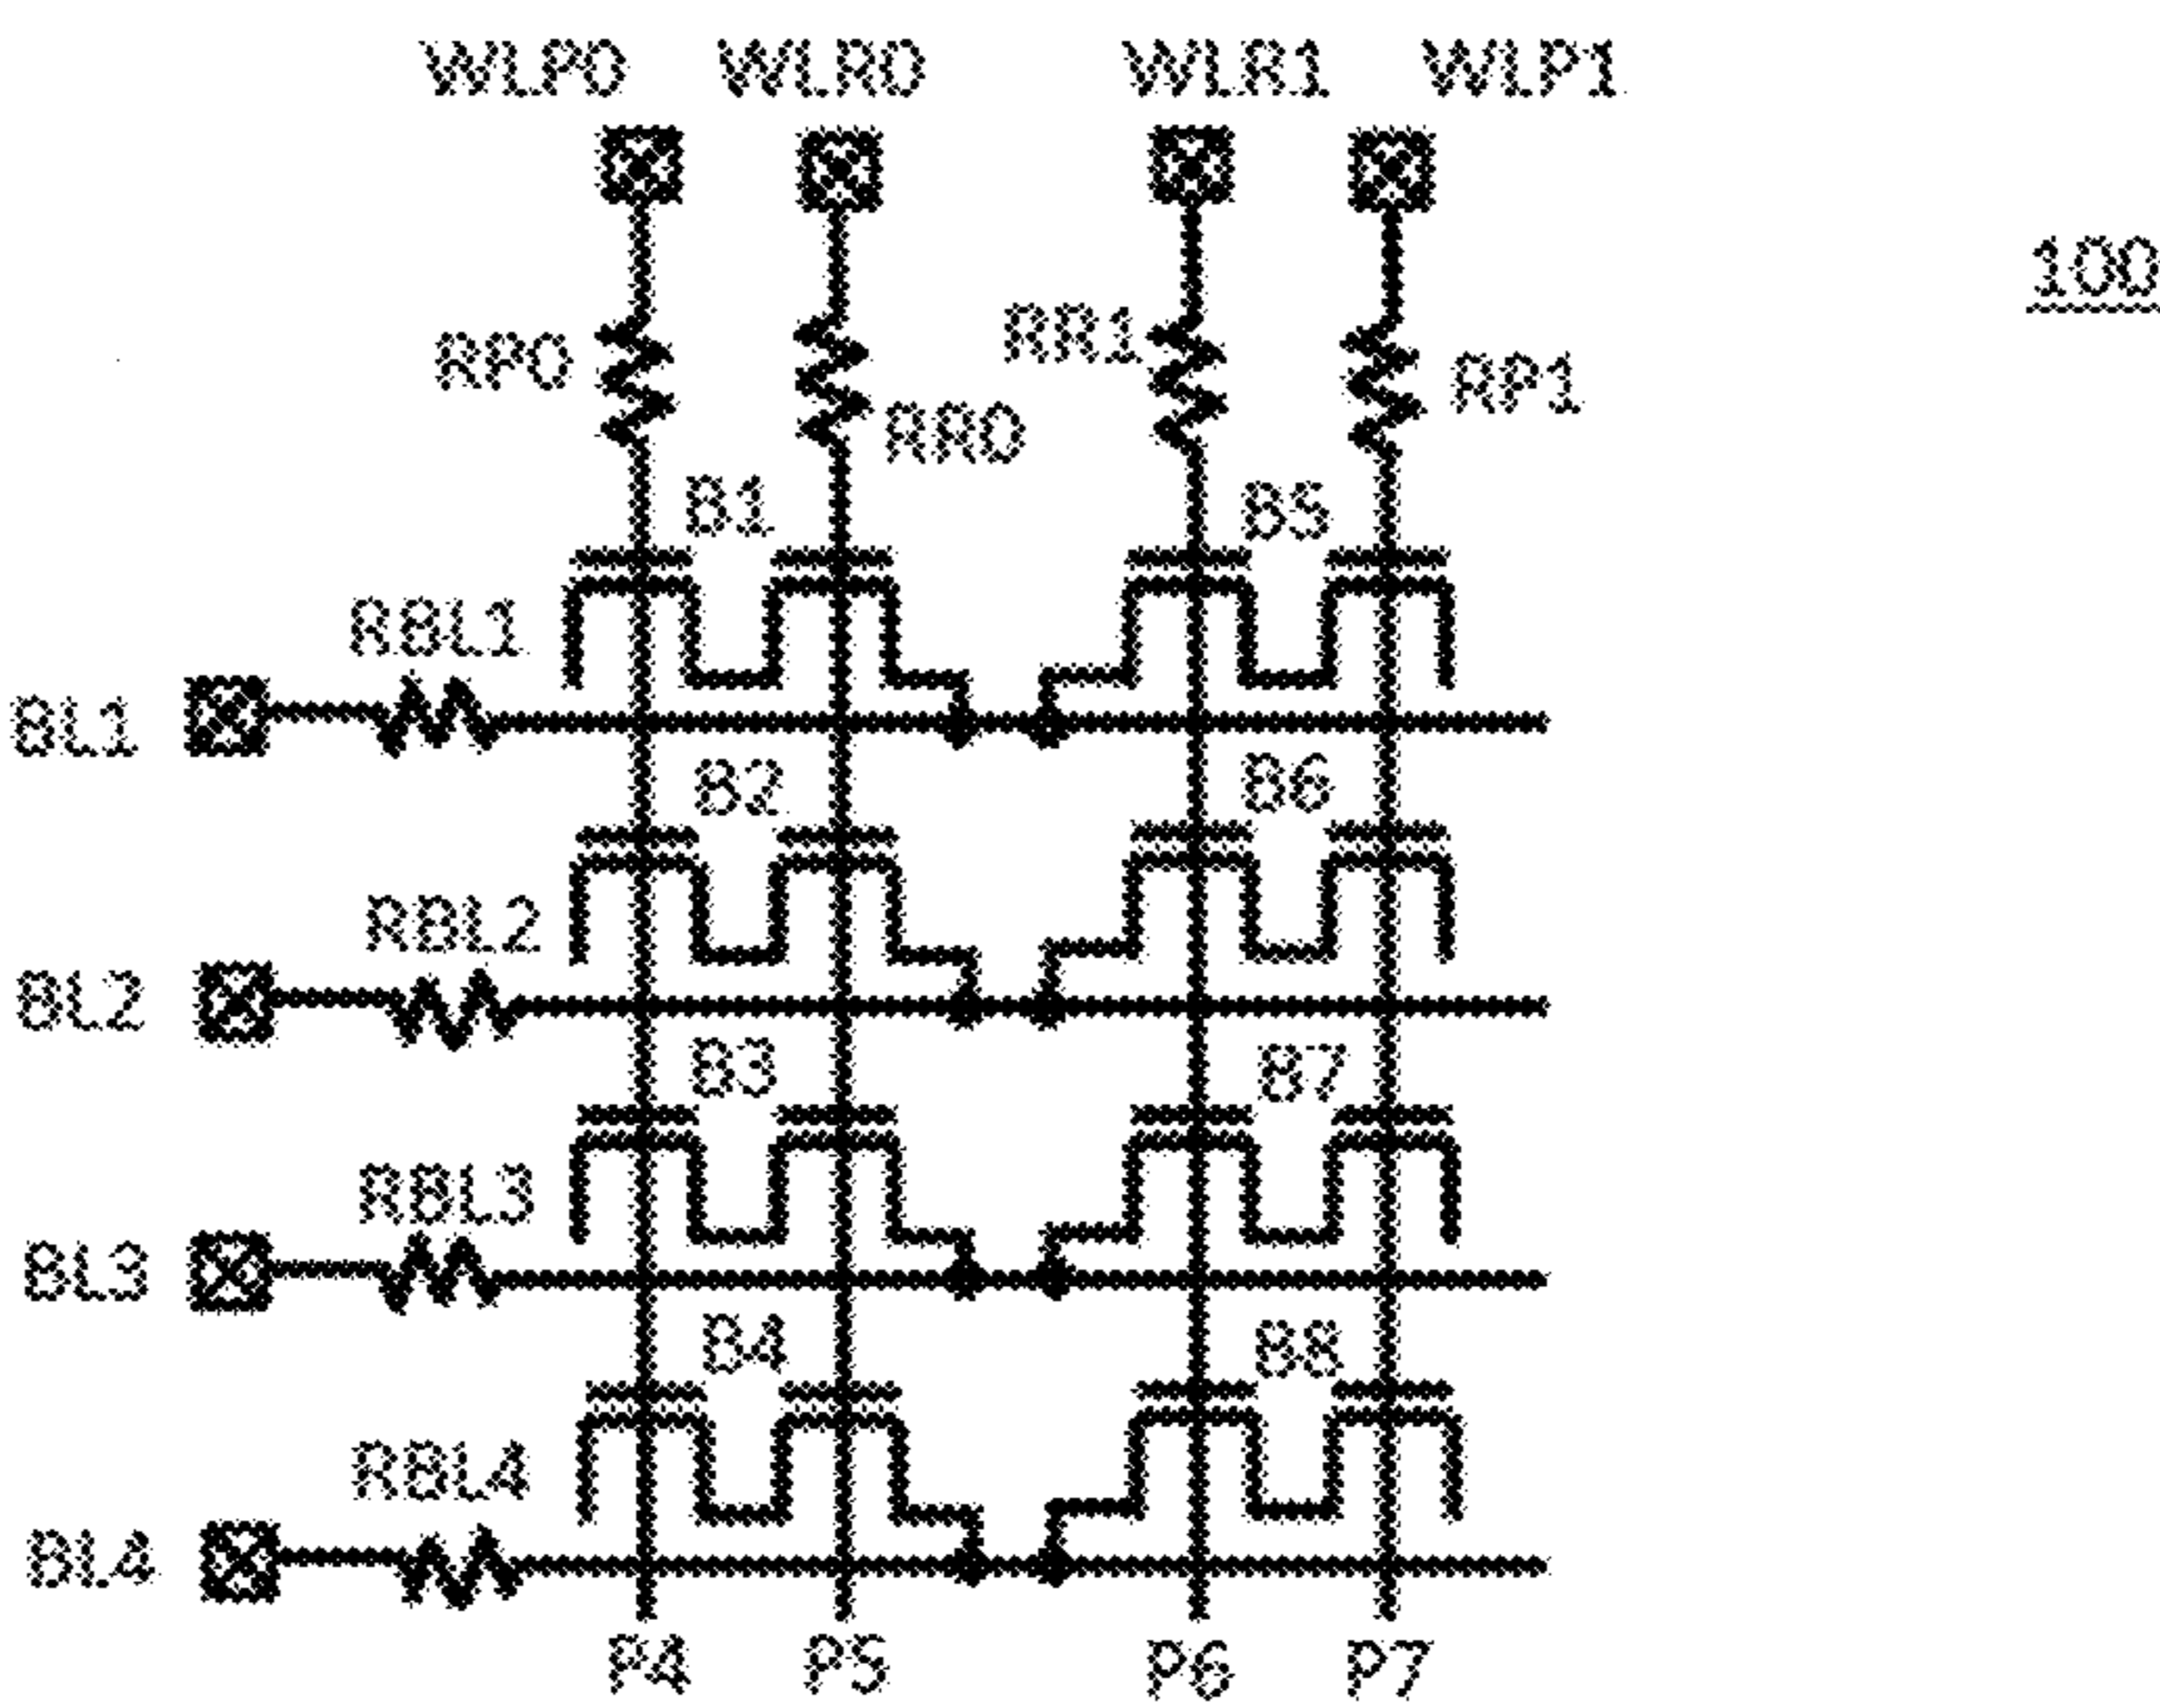 WLP0 WLR0 WLR1 WLP1
100
RP0 RR0 RR1 RP1
B1 B5
RBL1
BL1
B2 B6
RBL2
BL2
B3 B7
RBL3
BL3
B4 B8
RBL4
BL4
P4 P5 P6 P7